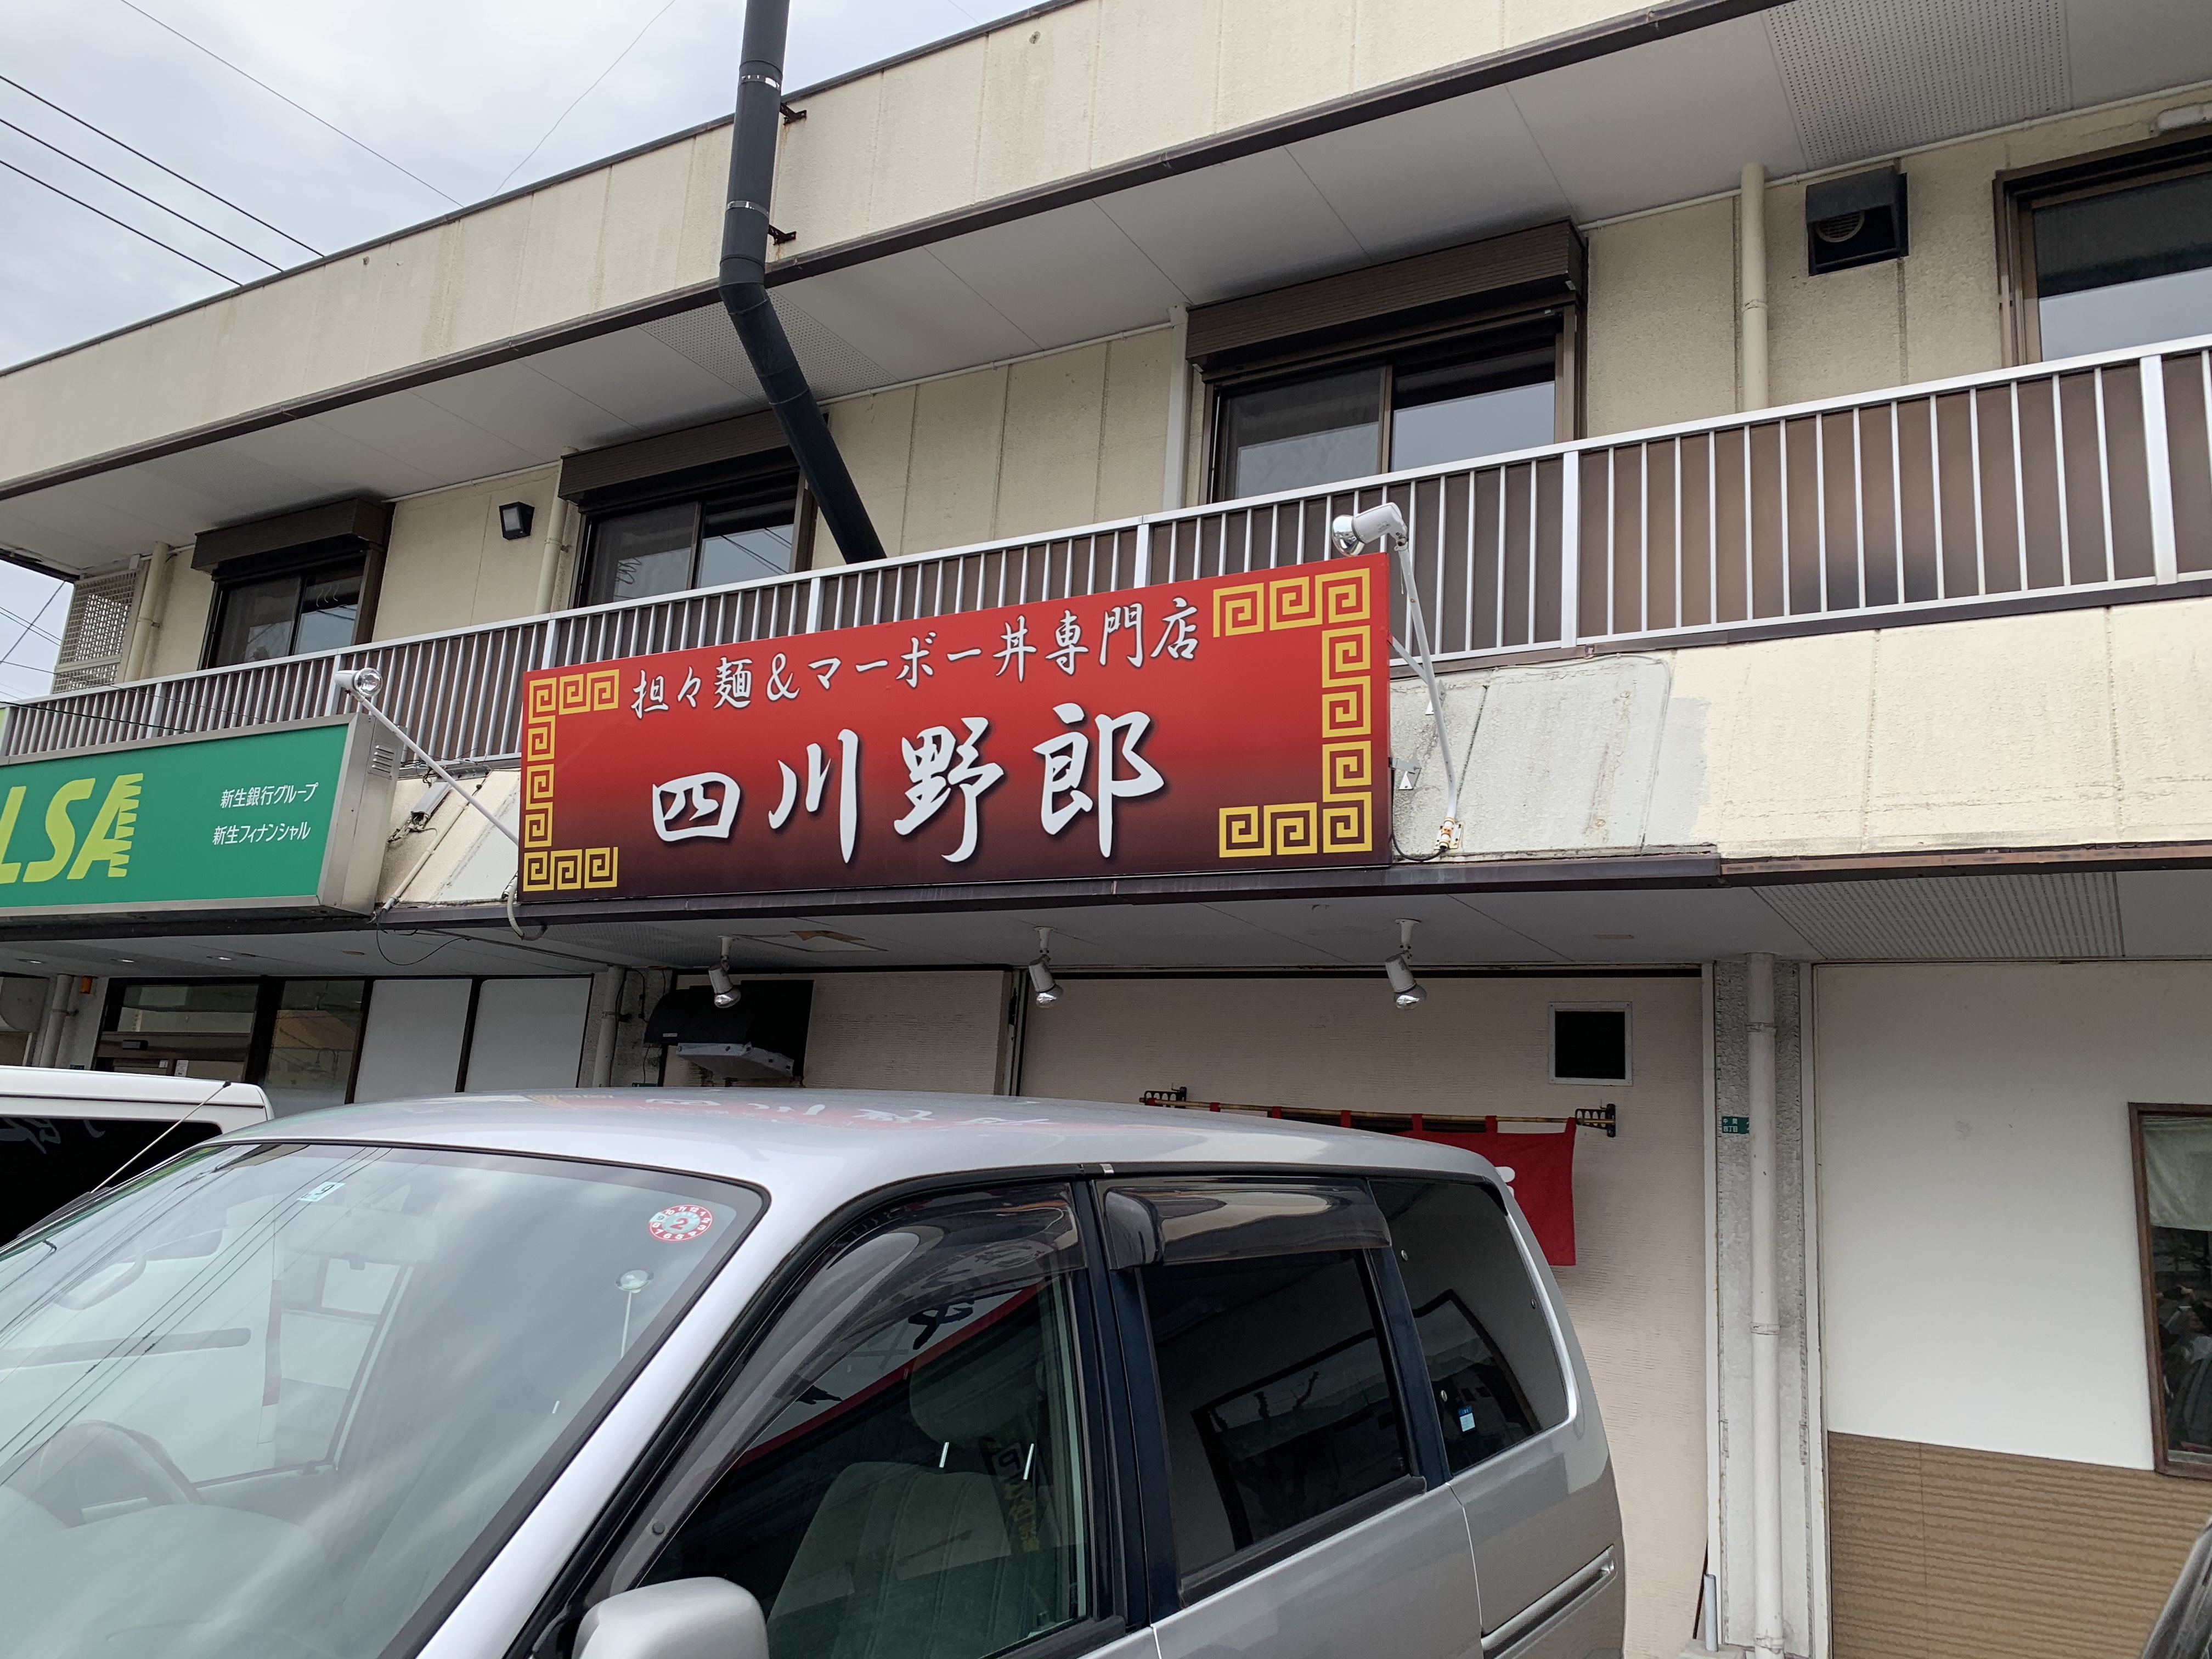 担々麺&マーボー丼専門店
四川野郎
LSA
新生銀行グループ
新生フィナンシャル
2